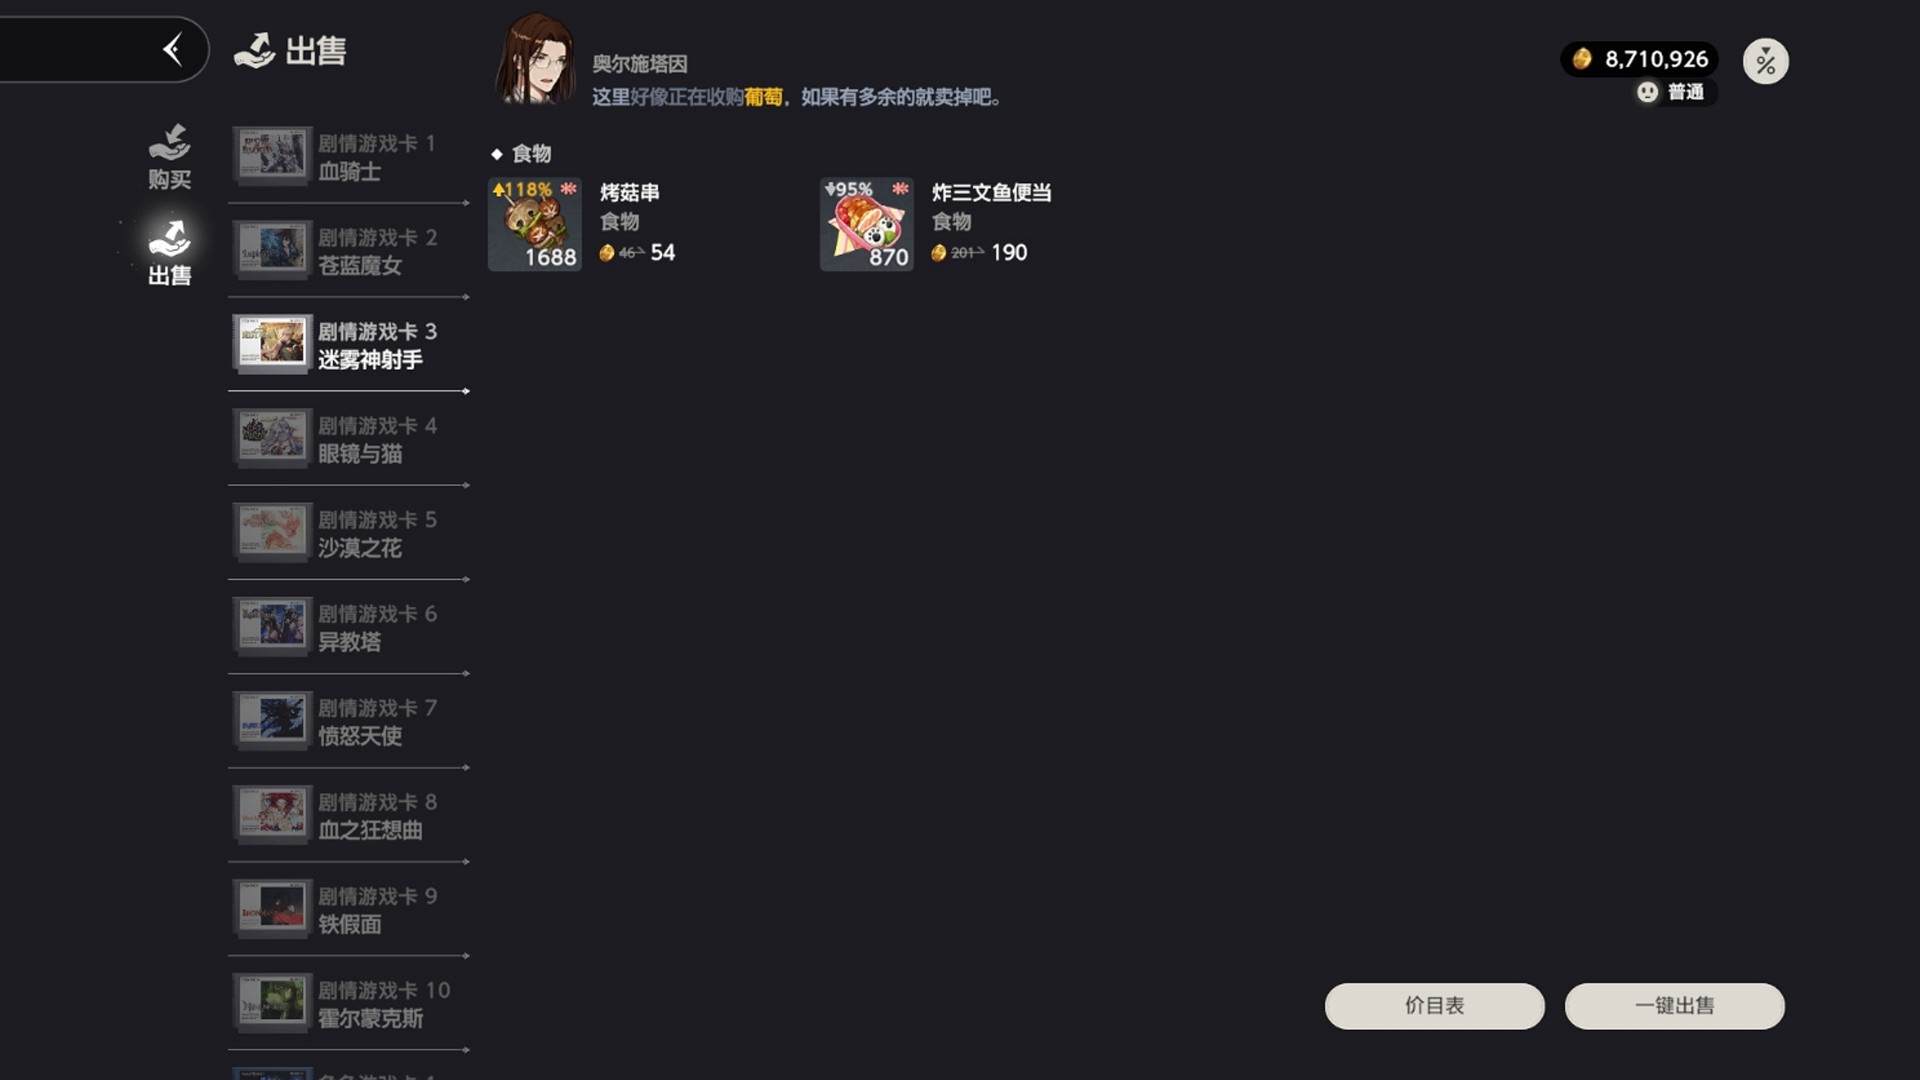 出售
奥尔施塔因
这里好像正在收购葡萄，如果有多余的就卖掉吧。
8,710,926
%
普通
购买
出售
剧情游戏卡 1
血骑士
剧情游戏卡 2
苍蓝魔女
剧情游戏卡 3
迷雾神射手
剧情游戏卡 4
眼镜与猫
剧情游戏卡 5
沙漠之花
剧情游戏卡 6
异教塔
剧情游戏卡 7
愤怒天使
剧情游戏卡 8
血之狂想曲
剧情游戏卡 9
铁假面
剧情游戏卡 10
霍尔蒙克斯
食物
118%
1688
烤菇串
食物
46 54
95%
870
炸三文鱼便当
食物
201 190
价目表
一键出售